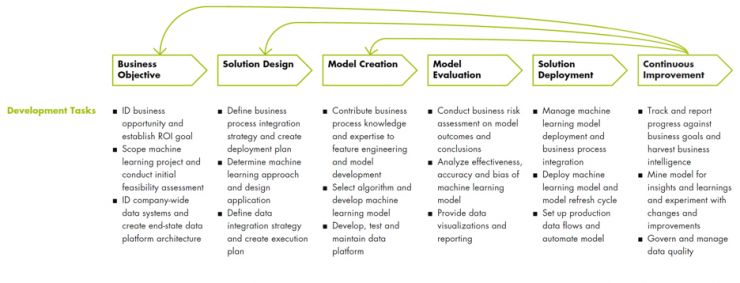 Business
Objective
Solution Design
Model Creation
Model
Evaluation
Solution
Deployment
Continuous
Improvement
Development Tasks
■ ID business
opportunity and
establish ROI goal
■ Scope machine
learning project and
conduct initial
feasibility assessment
■ ID company-wide
data systems and
create end-state data
platform architecture
■ Define business
process integration
strategy and create
deployment plan
■ Determine machine
learning approach
and design
application
■ Define data
integration strategy
and create execution
plan
■ Contribute business
process knowledge
and expertise to
feature engineering
and model
development
■ Select algorithm and
develop machine
learning model
■ Develop, test and
maintain data
platform
■ Conduct business risk
assessment on model
outcomes and
conclusions
■ Analyze effectiveness,
accuracy and bias of
machine learning
model
■ Provide data
visualizations and
reporting
■ Manage machine
learning model
deployment and
business process
integration
■ Deploy machine
learning model and
model refresh cycle
■ Set up production
data flows and
automate model
■ Track and report
progress against
business goals and
harvest business
intelligence
■ Mine model for
insights and learnings
and experiment with
changes and
improvements
■ Govern and manage
data quality